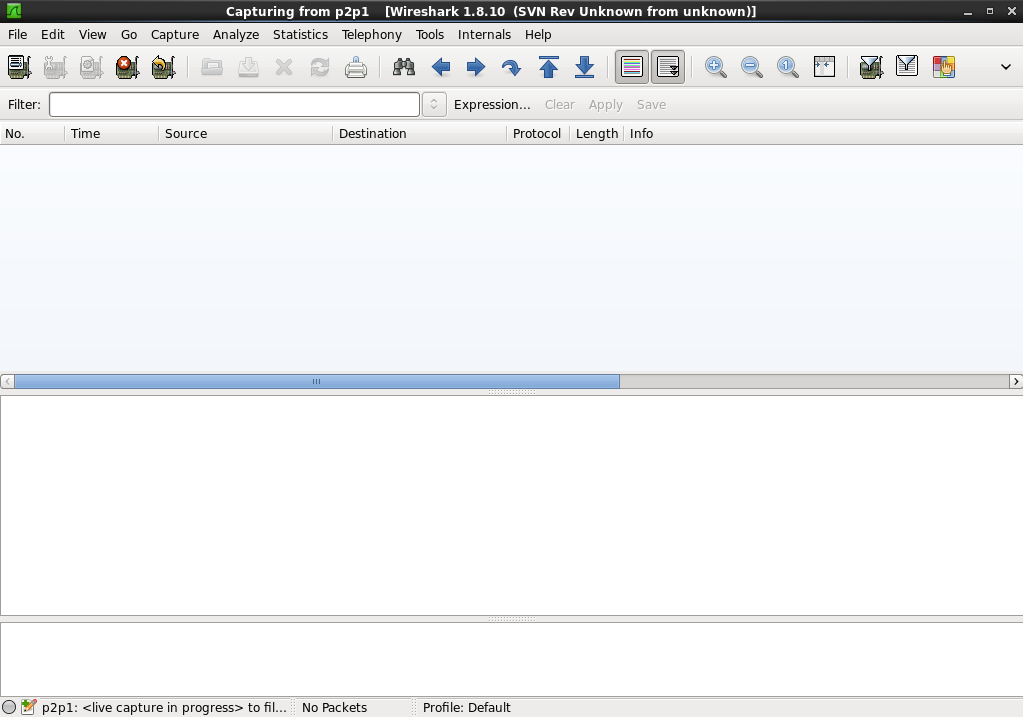 Capturing from p2p1    [Wireshark 1.8.10  (SVN Rev Unknown from unknown)]
File Edit View Go Capture Analyze Statistics Telephony Tools Internals Help
1
Filter: Expression... Clear Apply Save
No. Time Source Destination Protocol Length Info
p2p1: <live capture in progress> to fil... No Packets Profile: Default